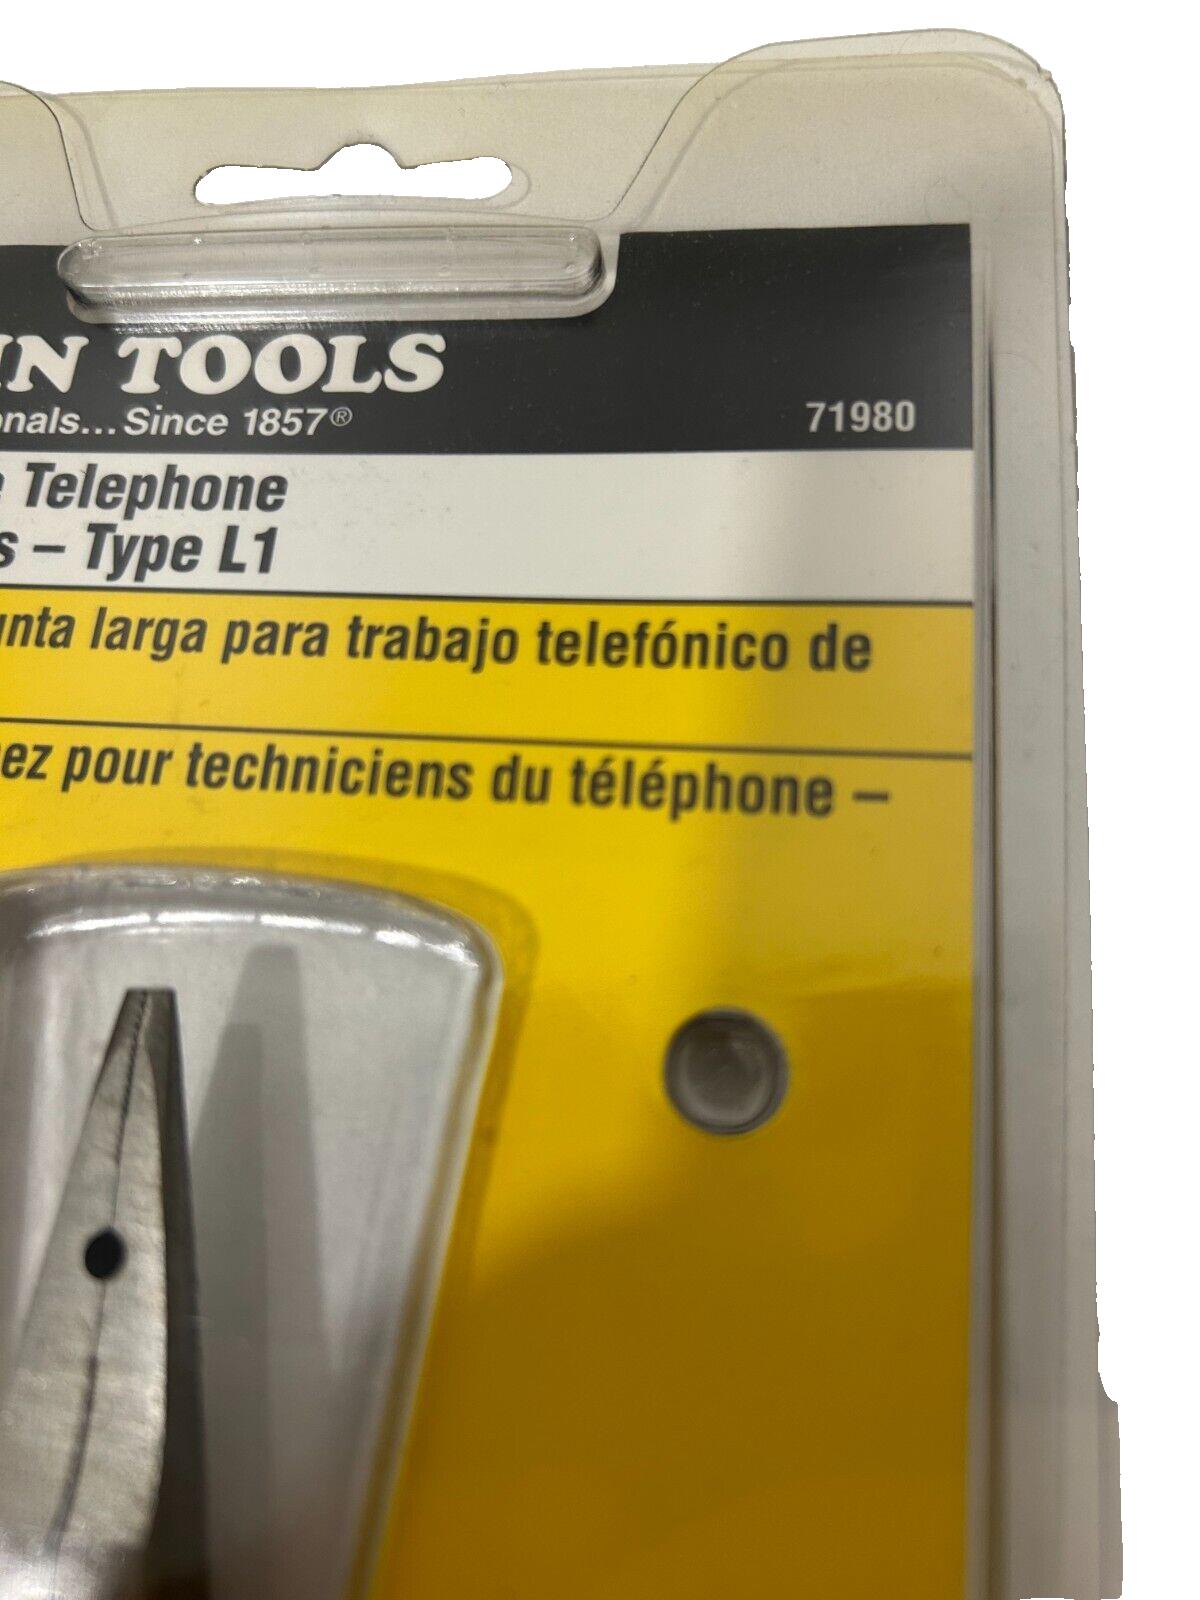 IN TOOLS
onals...Since 1857®
71980
e Telephone
s – Type L1
unta larga para trabajo telefónico de
ez pour techniciens du téléphone –